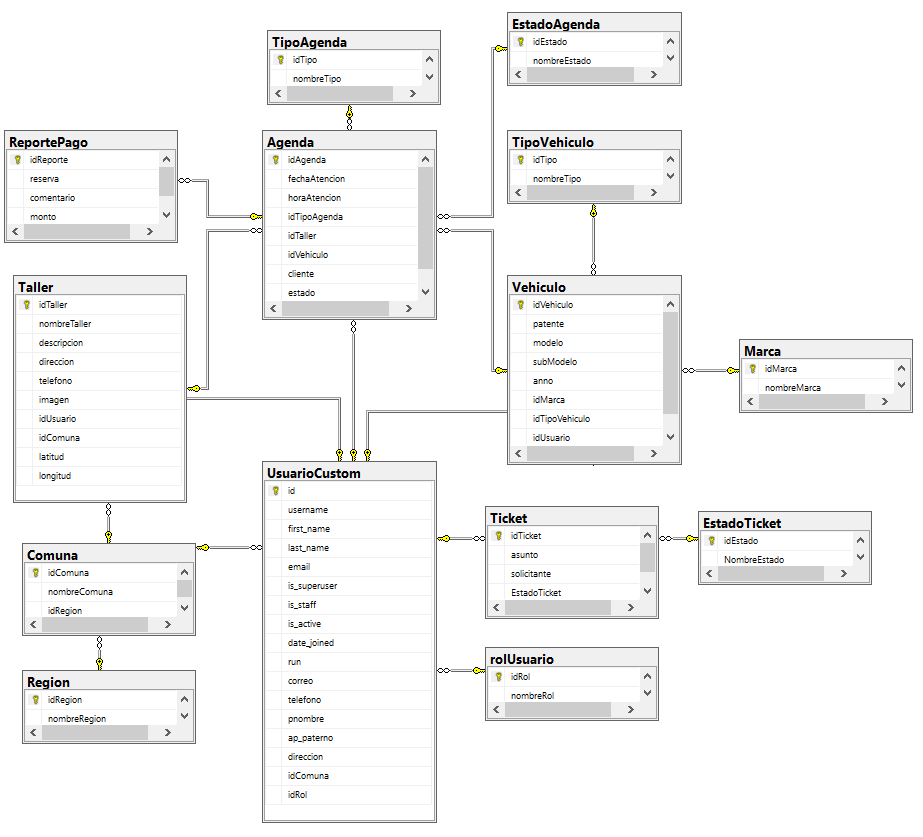 EstadoAgenda
idEstado
nombreEstado
TipoAgenda
idTipo
nombreTipo
ReportePago
idReporte
reserva
comentario
monto
Agenda
idAgenda
fechaAtencion
horaAtencion
idTipoAgenda
idTaller
idVehiculo
cliente
estado
TipoVehiculo
idTipo
nombreTipo
Taller
idTaller
nombreTaller
descripcion
direccion
telefono
imagen
idUsuario
idComuna
latitud
longitud
Vehiculo
idVehiculo
patente
modelo
subModelo
anno
idMarca
idTipoVehiculo
idUsuario
Marca
idMarca
nombreMarca
UsuarioCustom
id
username
first_name
last_name
email
is_superuser
is_staff
is_active
date_joined
run
correo
telefono
pnombre
ap_paterno
direccion
idComuna
idRol
Ticket
idTicket
asunto
solicitante
EstadoTicket
EstadoTicket
idEstado
NombreEstado
Comuna
idComuna
nombreComuna
idRegion
rolUsuario
idRol
nombreRol
Region
idRegion
nombreRegion